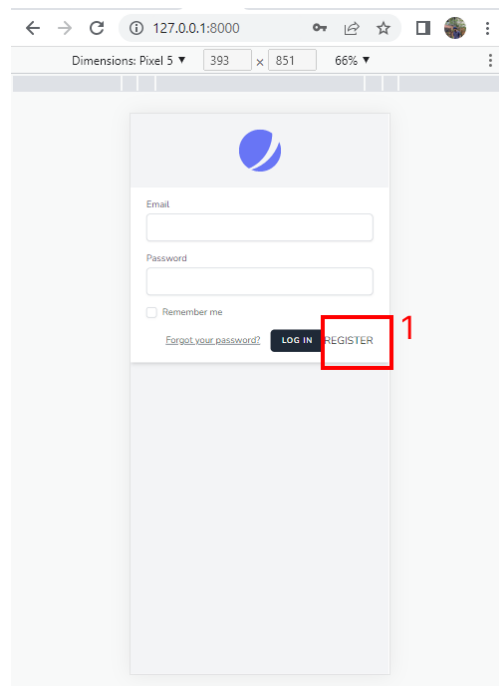 127.0.0.1:8000
Dimensions: Pixel 5 ▼ 393 × 851 66% ▼
Email
Password
Remember me
Forgot your password? LOG IN REGISTER
1